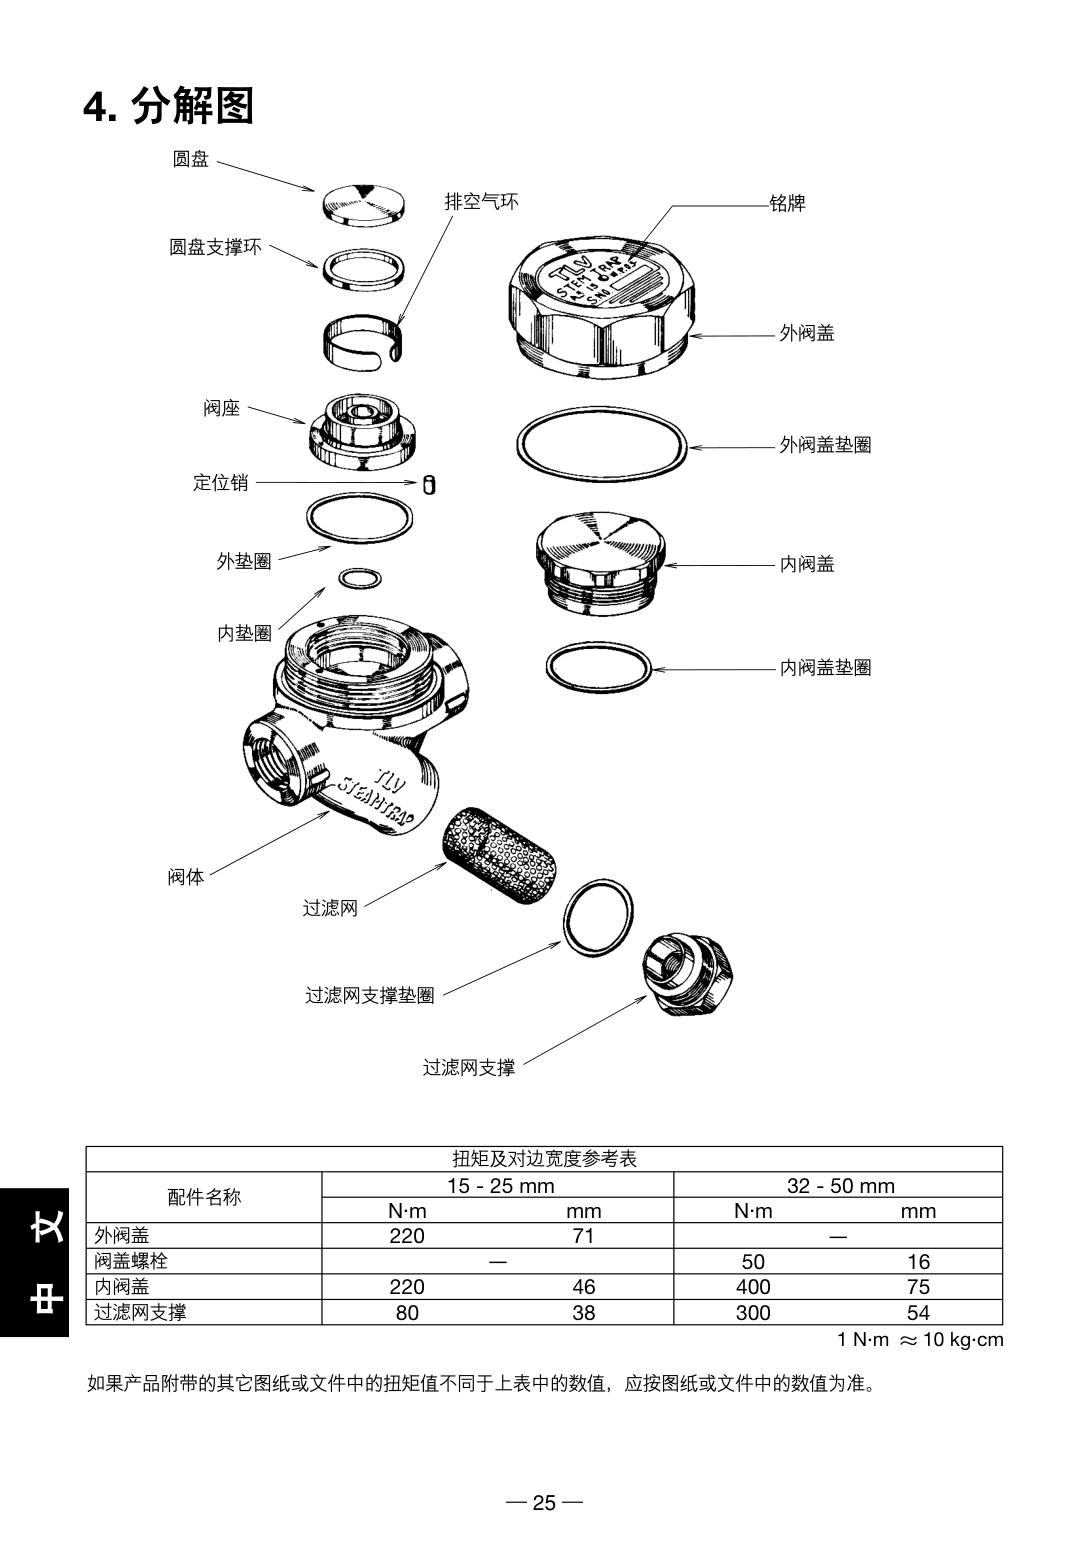 4. 分解图
圆盘
排空气环
铭牌
圆盘支撑环
TLV
STEM TRAP
外阀盖
阀座
外阀盖垫圈
定位销
外垫圈
内阀盖
内垫圈
内阀盖垫圈
TLV
STEAMTRAP
阀体
过滤网
过滤网支撑垫圈
过滤网支撑
扭矩及对边宽度参考表
配件名称 15 - 25 mm 32 - 50 mm
N·m mm N·m mm
外阀盖 220 71 —
阀盖螺栓 — 50 16
内阀盖 220 46 400 75
过滤网支撑 80 38 300 54
1 N·m ≈ 10 kg·cm
如果产品附带的其它图纸或文件中的扭矩值不同于上表中的数值，应按图纸或文件中的数值为准。
中 文
— 25 —